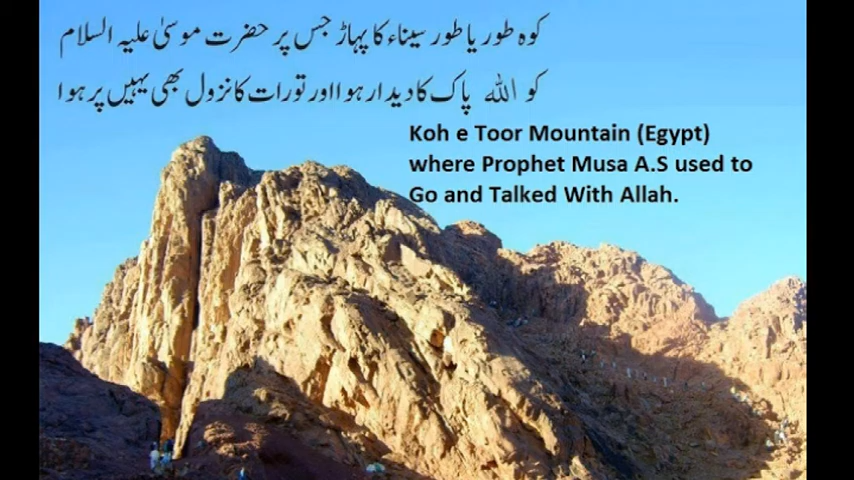 کوہ طور یا طور سیناء کا پہاڑ جس پر حضرت موسیٰ علیہ السلام
کو اللہ پاک کا دیدار ہوا اور تورات کا نزول بھی یہیں پر ہوا
Koh e Toor Mountain (Egypt)
where Prophet Musa A.S used to
Go and Talked With Allah.